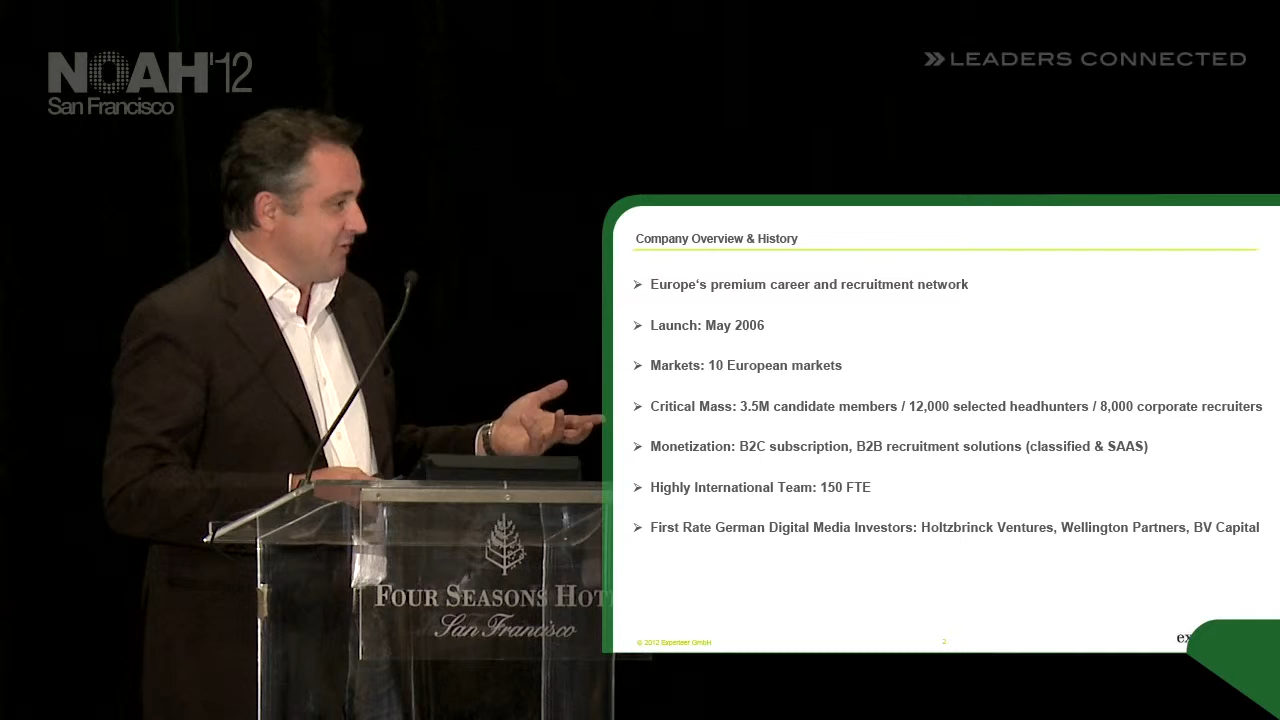 NOAH'12
San Francisco
LEADERS CONNECTED
Company Overview & History
Europe‘s premium career and recruitment network
Launch: May 2006
Markets: 10 European markets
Critical Mass: 3.5M candidate members / 12,000 selected headhunters / 8,000 corporate recruiters
Monetization: B2C subscription, B2B recruitment solutions (classified & SAAS)
Highly International Team: 150 FTE
First Rate German Digital Media Investors: Holtzbrinck Ventures, Wellington Partners, BV Capital
© 2012 Experteer GmbH
2
ex
FOUR SEASONS HOT
San Francisco